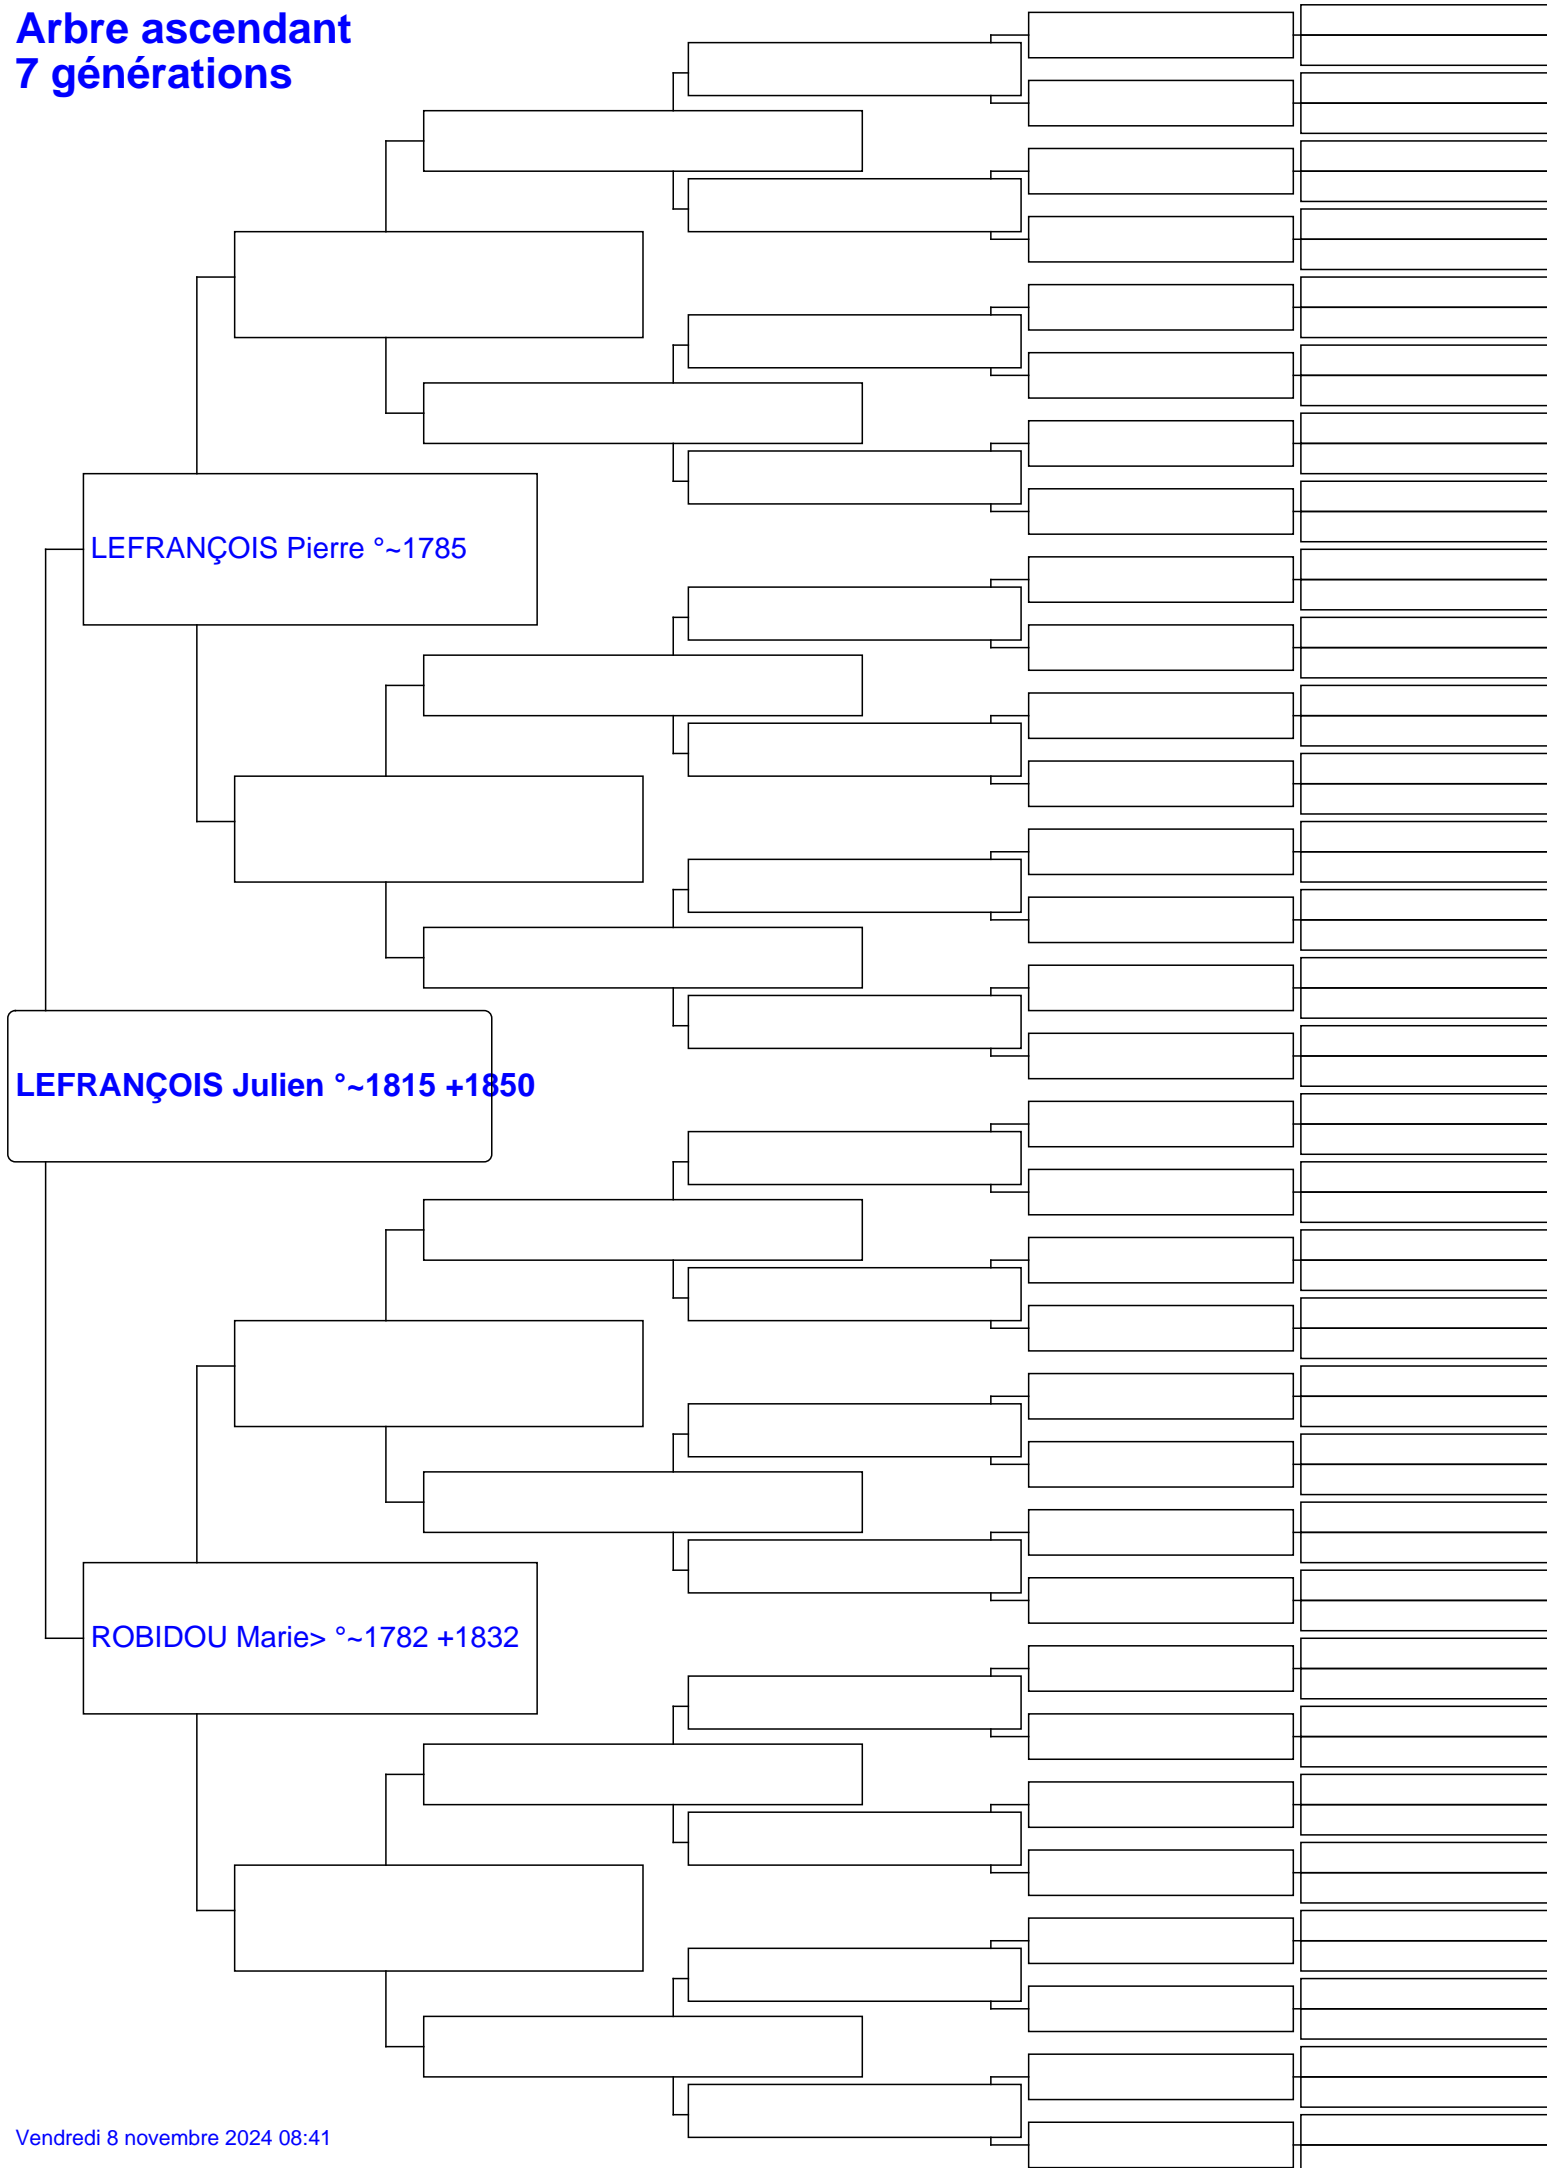 Arbre ascendant
7 générations
LEFRANÇOIS Pierre °~1785
LEFRANÇOIS Julien °~1815 +1850
ROBIDOU Marie> °~1782 +1832
Vendredi 8 novembre 2024 08:41